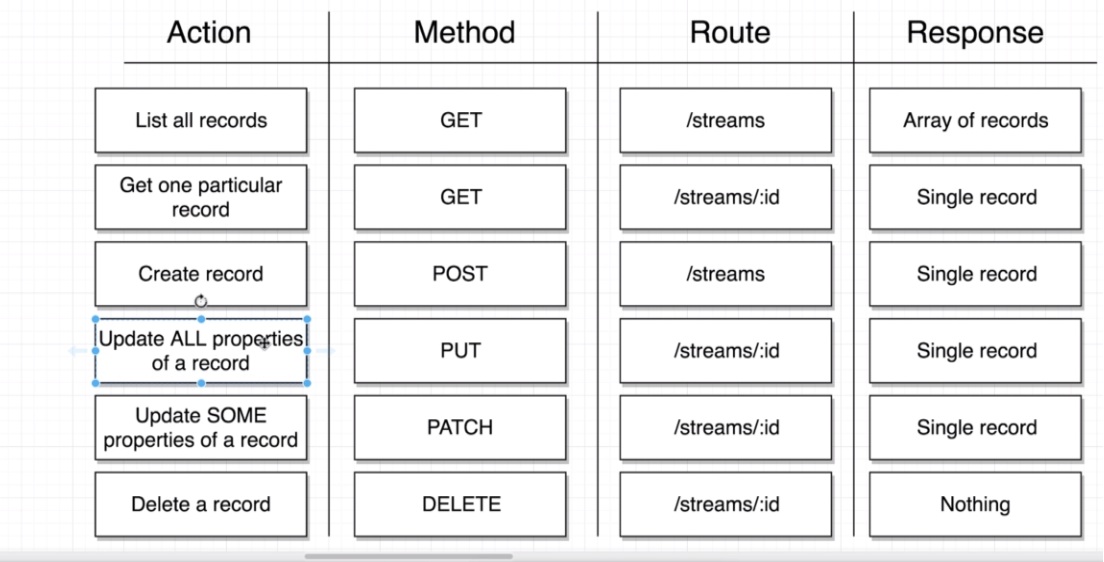 Action Method Route Response
List all records GET /streams Array of records
Get one particular
record GET /streams/:id Single record
Create record POST /streams Single record
Update ALL properties
of a record PUT /streams/:id Single record
Update SOME
properties of a record PATCH /streams/:id Single record
Delete a record DELETE /streams/:id Nothing